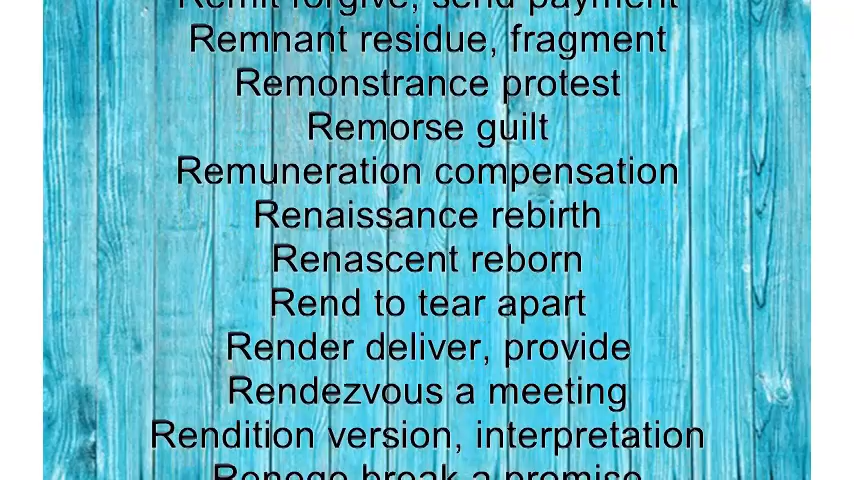 Remit forgive, send payment
Remnant residue, fragment
Remonstrance protest
Remorse guilt
Remuneration compensation
Renaissance rebirth
Renascent reborn
Rend to tear apart
Render deliver, provide
Rendezvous a meeting
Rendition version, interpretation
Renege break a promise